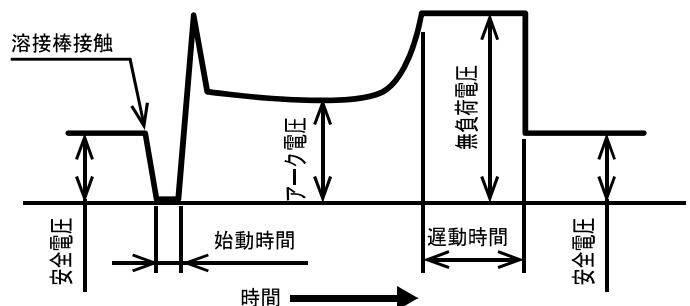 溶接棒接触
アーク電圧
無負荷電圧
安全電圧
始動時間
遅動時間
安全電圧
時間